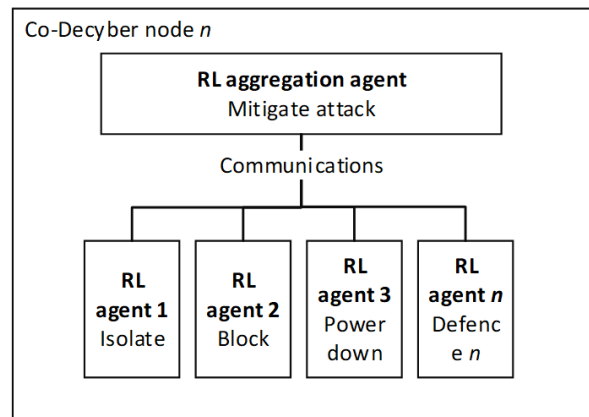 Co-Decyber node n
RL aggregation agent
Mitigate attack
Communications
RL
agent 1
Isolate
RL
agent 2
Block
RL
agent 3
Power
down
RL
agent n
Defenc
e n